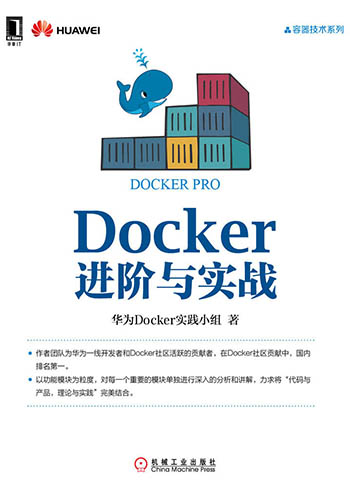 华章IT
HUAWEI
容器技术系列
DOCKER PRO
Docker
进阶与实战
华为Docker实践小组 著
作者团队为华为一线开发者和Docker社区活跃的贡献者，在Docker社区贡献中，国内
排名第一。
以功能模块为粒度，对每一个重要的模块单独进行深入的分析和讲解，力求将“代码与
产品，理论与实践”完美结合。
机械工业出版社
China Machine Press